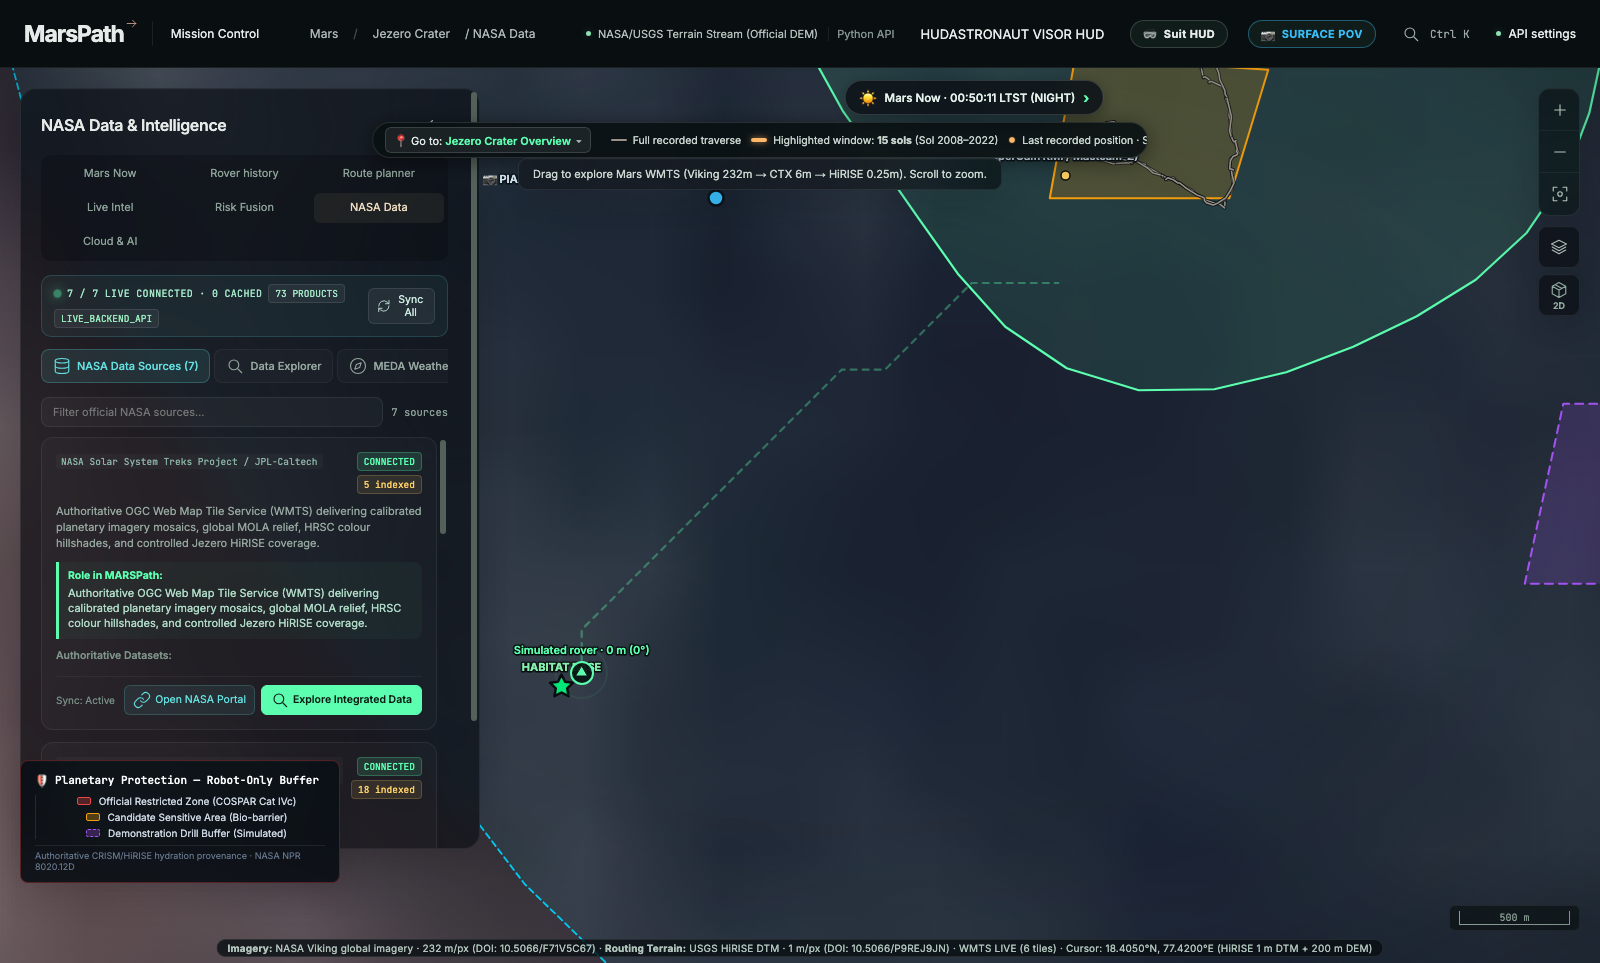 MarsPath
Mission Control
Mars / Jezero Crater / NASA Data
NASA/USGS Terrain Stream (Official DEM)
Python API
HUDASTRONAUT VISOR HUD
Suit HUD
SURFACE POV
Ctrl K
API settings
NASA Data & Intelligence
Mars Now
Rover history
Route planner
Live Intel
Risk Fusion
NASA Data
Cloud & AI
7 / 7 LIVE CONNECTED · 0 CACHED
73 PRODUCTS
LIVE_BACKEND_API
Sync
All
NASA Data Sources (7)
Data Explorer
MEDA Weathe
Filter official NASA sources...
7 sources
NASA Solar System Treks Project / JPL-Caltech
CONNECTED
5 indexed
Authoritative OGC Web Map Tile Service (WMTS) delivering calibrated
planetary imagery mosaics, global MOLA relief, HRSC colour
hillshades, and controlled Jezero HiRISE coverage.
Role in MARSPath:
Authoritative OGC Web Map Tile Service (WMTS) delivering
calibrated planetary imagery mosaics, global MOLA relief, HRSC
colour hillshades, and controlled Jezero HiRISE coverage.
Authoritative Datasets:
Sync: Active
Open NASA Portal
Explore Integrated Data
CONNECTED
18 indexed
Planetary Protection — Robot-Only Buffer
Official Restricted Zone (COSPAR Cat IVc)
Candidate Sensitive Area (Bio-barrier)
Demonstration Drill Buffer (Simulated)
Authoritative CRISM/HiRISE hydration provenance · NASA NPR
8020.12D
Mars Now · 00:50:11 LTST (NIGHT) ›
Go to: Jezero Crater Overview
Full recorded traverse
Highlighted window: 15 sols (Sol 2008–2022)
Last recorded position · S
Drag to explore Mars WMTS (Viking 232m → CTX 6m → HiRISE 0.25m). Scroll to zoom.
PIA
Simulated rover · 0 m (0°)
HABITAT
2D
500 m
Imagery: NASA Viking global imagery · 232 m/px (DOI: 10.5066/F71V5C67) · Routing Terrain: USGS HiRISE DTM · 1 m/px (DOI: 10.5066/P9REJ9JN) · WMTS LIVE (6 tiles) · Cursor: 18.4050°N, 77.4200°E (HiRISE 1 m DTM + 200 m DEM)